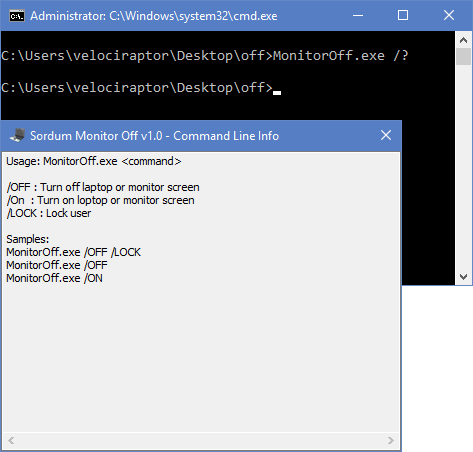 Administrator: C:\Windows\system32\cmd.exe
C:\Users\velociraptor\Desktop\off>MonitorOff.exe /?
C:\Users\velociraptor\Desktop\off>
Sordum Monitor Off v1.0 - Command Line Info
Usage: MonitorOff.exe <command>
/OFF : Turn off laptop or monitor screen
/On : Turn on loptop or monitor screen
/LOCK : Lock user
Samples:
MonitorOff.exe /OFF /LOCK
MonitorOff.exe /OFF
MonitorOff.exe /ON